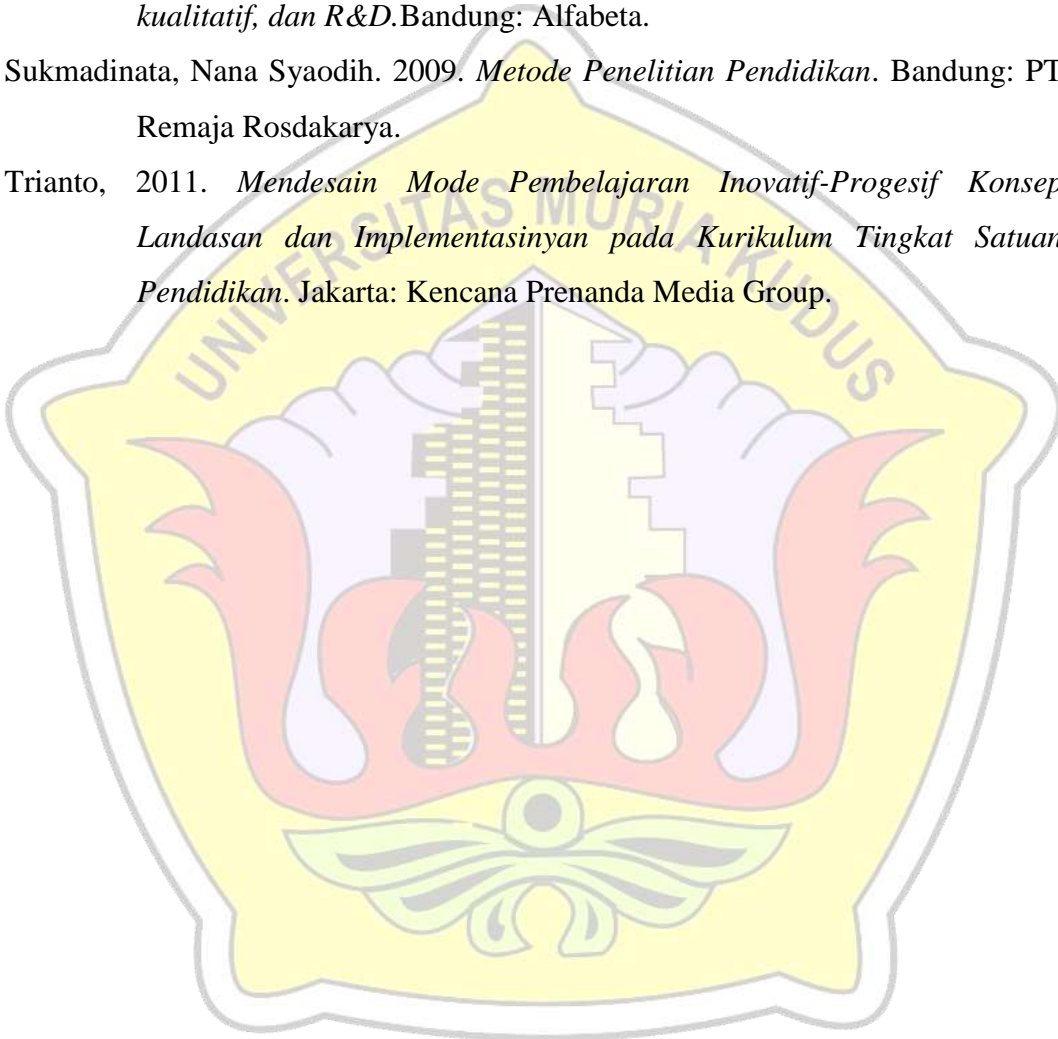 kualitatif, dan R&D.Bandung: Alfabeta.
Sukmadinata, Nana Syaodih. 2009. Metode Penelitian Pendidikan. Bandung: PT
Remaja Rosdakarya.
Trianto, 2011. Mendesain Mode Pembelajaran Inovatif-Progesif Konsep
Landasan dan Implementasinyan pada Kurikulum Tingkat Satuan
Pendidikan. Jakarta: Kencana Prenanda Media Group.
UNIVERSITAS MURIA KUDUS